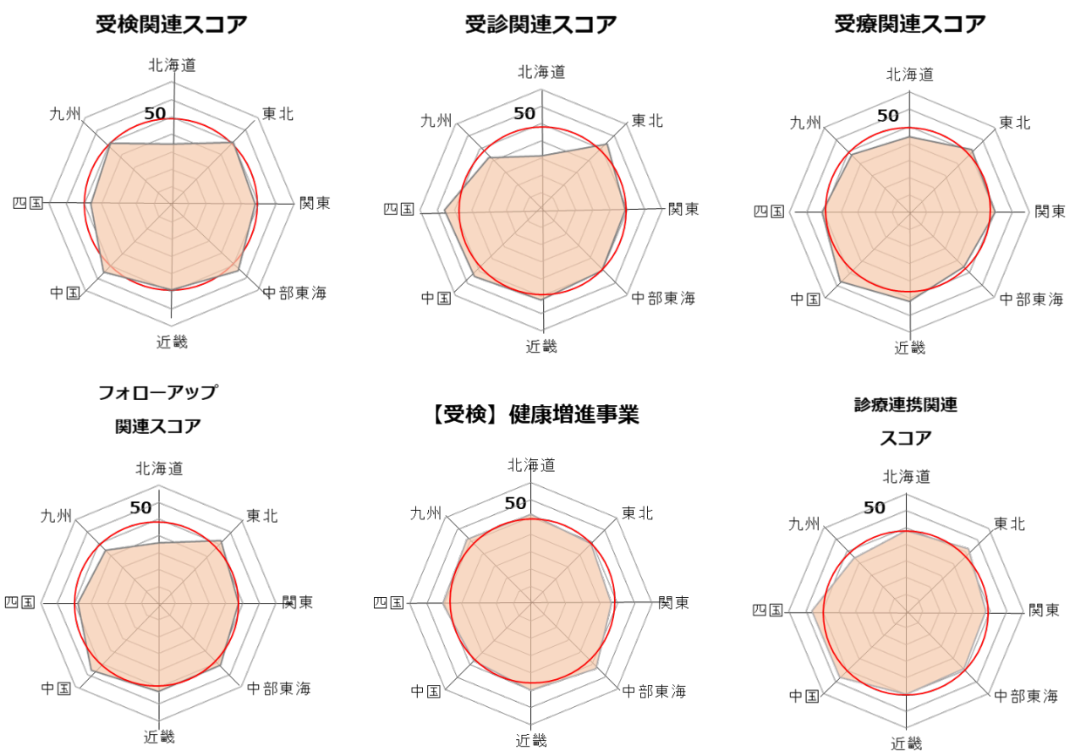 受検関連スコア
北海道
50
東北
関東
中部東海
近畿
中国
四国
九州
受診関連スコア
北海道
50
東北
関東
中部東海
近畿
中国
四国
九州
受療関連スコア
北海道
50
東北
関東
中部東海
近畿
中国
四国
九州
フォローアップ
関連スコア
北海道
50
東北
関東
中部東海
近畿
中国
四国
九州
【受検】健康増進事業
北海道
50
東北
関東
中部東海
近畿
中国
四国
九州
診療連携関連
スコア
北海道
50
東北
関東
中部東海
近畿
中国
四国
九州